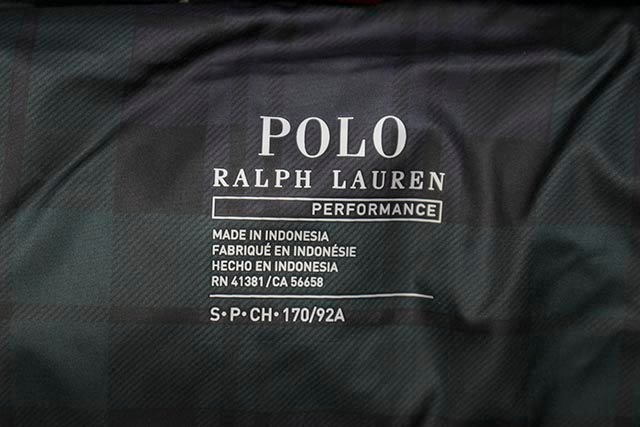 POLO
RALPH LAUREN
PERFORMANCE
MADE IN INDONESIA
FABRIQUÉ EN INDONÉSIE
HECHO EN INDONESIA
RN 41381/CA 56658
S•P•CH•170/92A